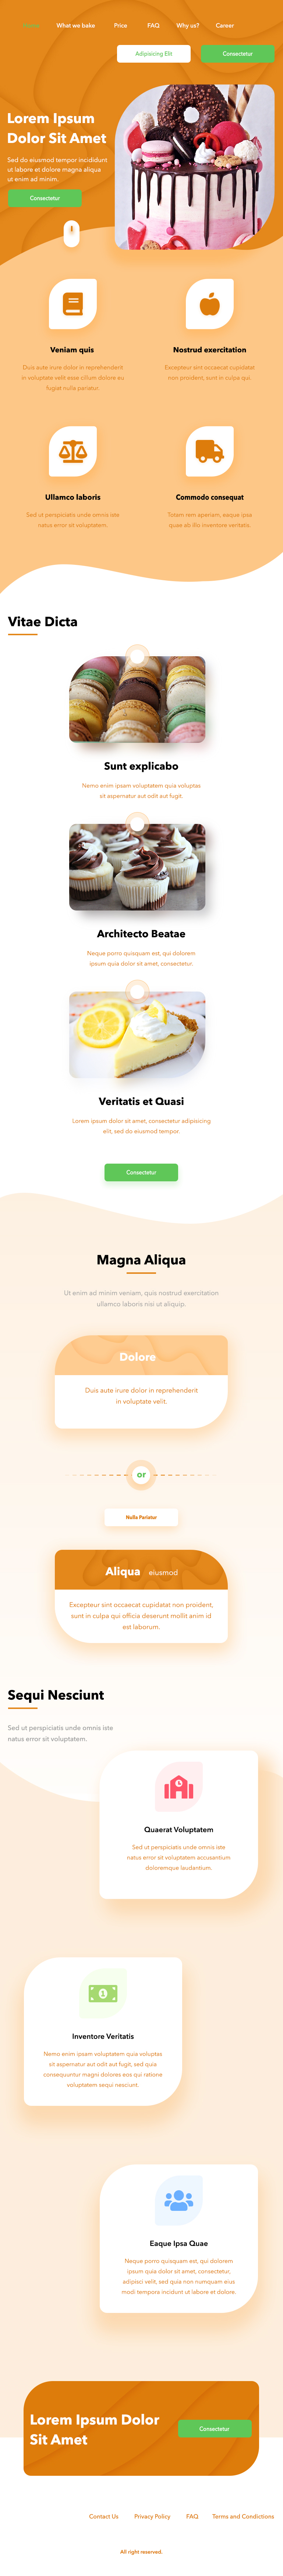 What we bake
Price
FAQ
Why us?
Career
Adipisicing Elit
Consectetur
Lorem Ipsum
Dolor Sit Amet
Sed do eiusmod tempor incididunt
ut labore et dolore magna aliqua
ut enim ad minim.
Consectetur
Veniam quis
Duis aute irure dolor in reprehenderit
in voluptate velit esse cillum dolore eu
fugiat nulla pariatur.
Nostrud exercitation
Excepteur sint occaecat cupidatat
non proident, sunt in culpa qui.
Ullamco laboris
Sed ut perspiciatis unde omnis iste
natus error sit voluptatem.
Commodo consequat
Totam rem aperiam, eaque ipsa
quae ab illo inventore veritatis.
Vitae Dicta
Sunt explicabo
Nemo enim ipsam voluptatem quia voluptas
sit aspernatur aut odit aut fugit.
Architecto Beatae
Neque porro quisquam est, qui dolorem
ipsum quia dolor sit amet, consectetur.
Veritatis et Quasi
Lorem ipsum dolor sit amet, consectetur adipisicing
elit, sed do eiusmod tempor.
Consectetur
Magna Aliqua
Ut enim ad minim veniam, quis nostrud exercitation
ullamco laboris nisi ut aliquip.
Dolore
Duis aute irure dolor in reprehenderit
in voluptate velit.
or
Nulla Pariatur
Aliqua eiusmod
Excepteur sint occaecat cupidatat non proident,
sunt in culpa qui officia deserunt mollit anim id
est laborum.
Sequi Nesciunt
Sed ut perspiciatis unde omnis iste
natus error sit voluptatem.
Quaerat Voluptatem
Sed ut perspiciatis unde omnis iste
natus error sit voluptatem accusantium
doloremque laudantium.
Inventore Veritatis
Nemo enim ipsam voluptatem quia voluptas
sit aspernatur aut odit aut fugit, sed quia
consequuntur magni dolores eos qui ratione
voluptatem sequi nesciunt.
Eaque Ipsa Quae
Neque porro quisquam est, qui dolorem
ipsum quia dolor sit amet, consectetur,
adipisci velit, sed quia non numquam eius
modi tempora incidunt ut labore et dolore.
Lorem Ipsum Dolor
Sit Amet
Consectetur
Contact Us
Privacy Policy
FAQ
Terms and Condictions
All right reserved.